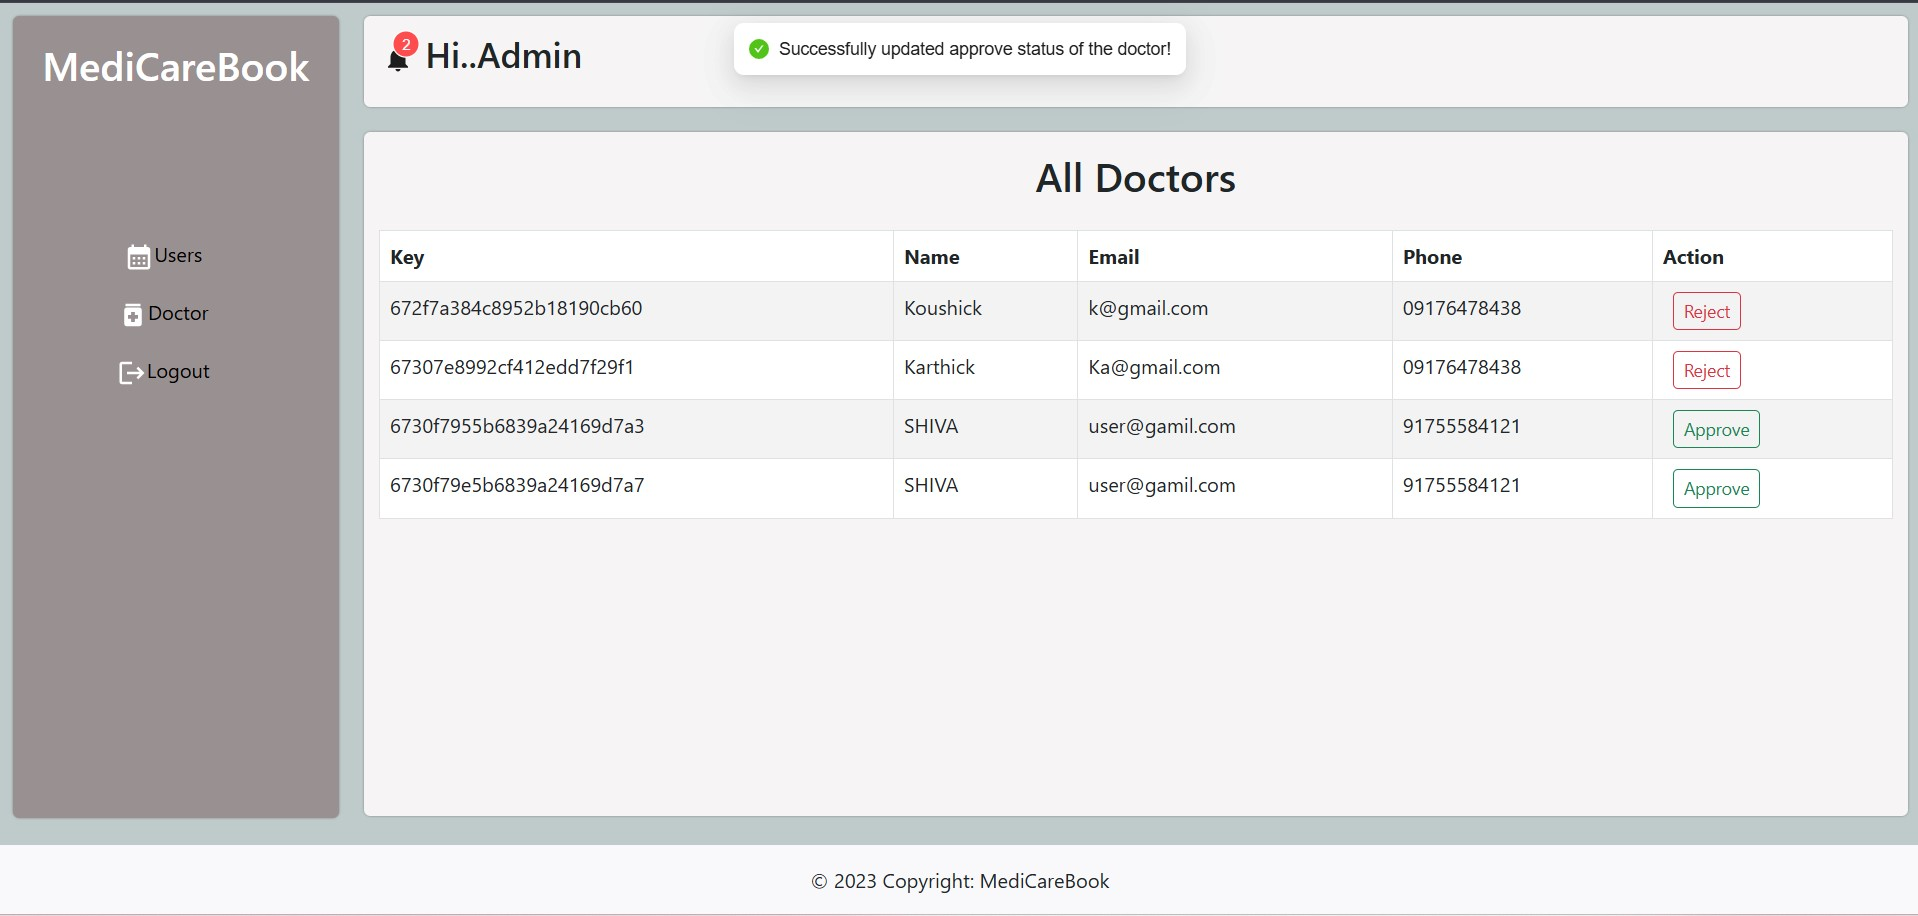 MediCareBook
Users
Doctor
Logout
2
Hi..Admin
Successfully updated approve status of the doctor!
All Doctors
Key Name Email Phone Action
672f7a384c8952b18190cb60 Koushick k@gmail.com 09176478438 Reject
67307e8992cf412edd7f29f1 Karthick Ka@gmail.com 09176478438 Reject
6730f7955b6839a24169d7a3 SHIVA user@gamil.com 91755584121 Approve
6730f79e5b6839a24169d7a7 SHIVA user@gamil.com 91755584121 Approve
© 2023 Copyright: MediCareBook